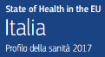 State of Health in the EU
Italia
Profilo della sanità 2017